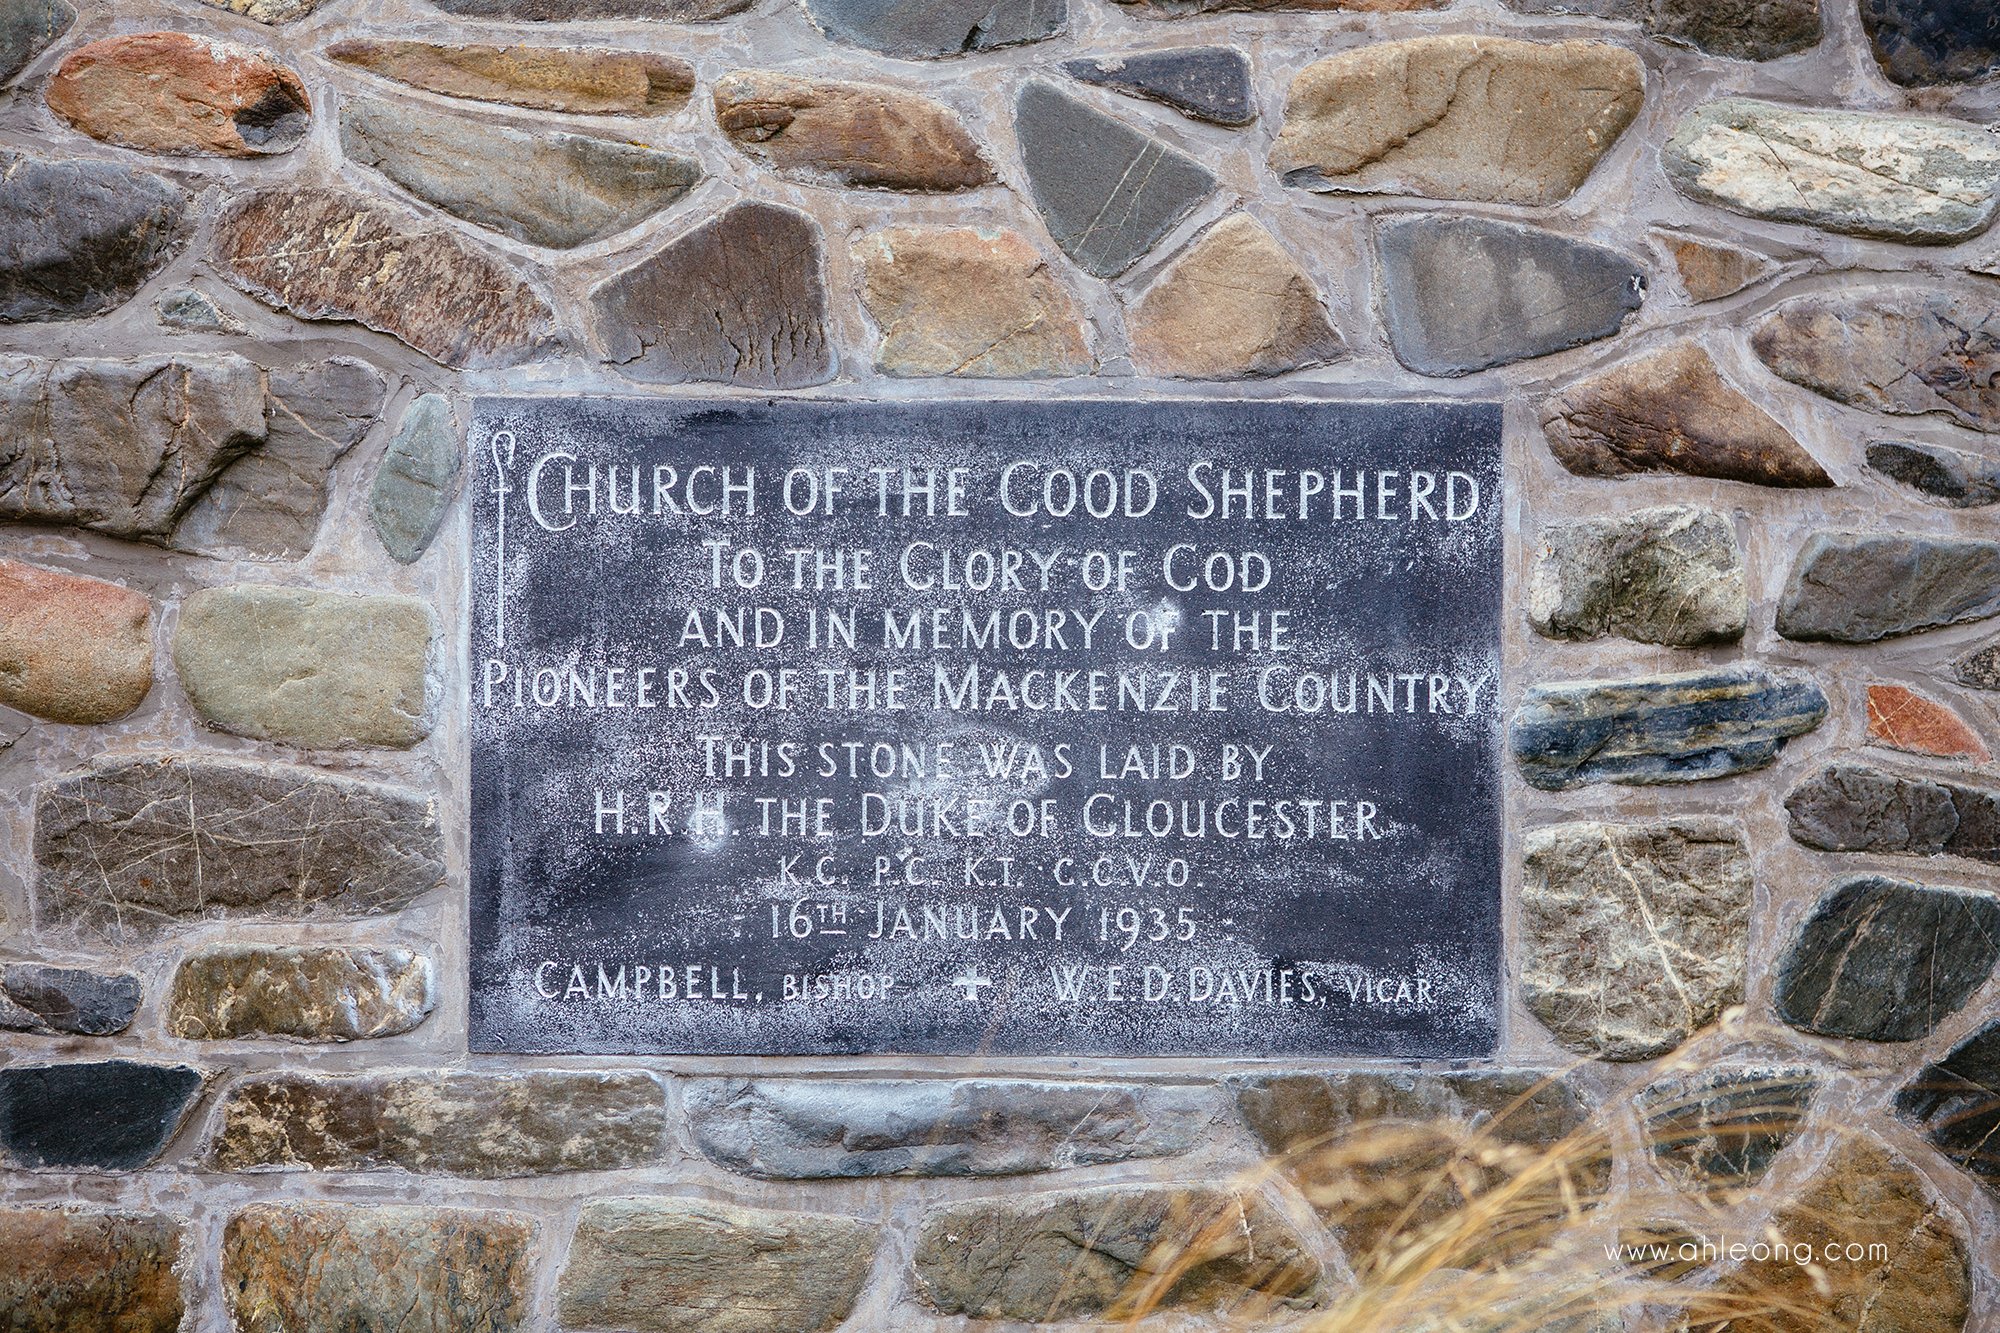 CHURCH OF THE GOOD SHEPHERD
TO THE GLORY OF GOD
AND IN MEMORY OF THE
PIONEERS OF THE MACKENZIE COUNTRY
THIS STONE WAS LAID BY
H.R.H. THE DUKE OF GLOUCESTER
K.G. P.C. K.T. G.C.V.O.
16TH JANUARY 1935
CAMPBELL, BISHOP + W.E.D. DAVIES, VICAR
www.ahleong.com